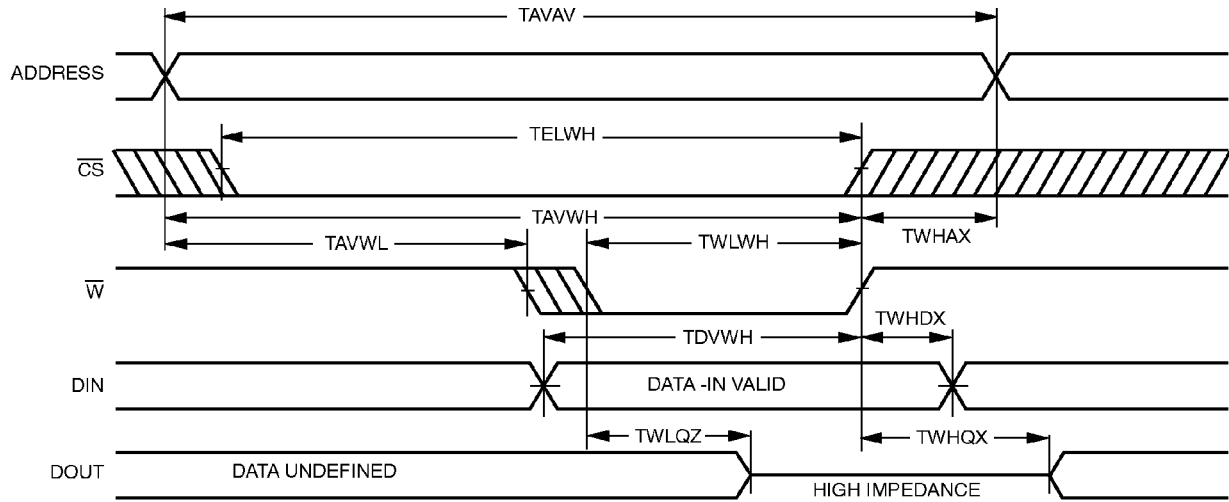 TAVAV
ADDRESS
TELWH
C̅S̅
TAVWH
TAVWL
TWLWH
TWHAX
W̅
TWHDX
TDVWH
DIN
DATA -IN VALID
TWLQZ
TWHQX
DOUT
DATA UNDEFINED
HIGH IMPEDANCE